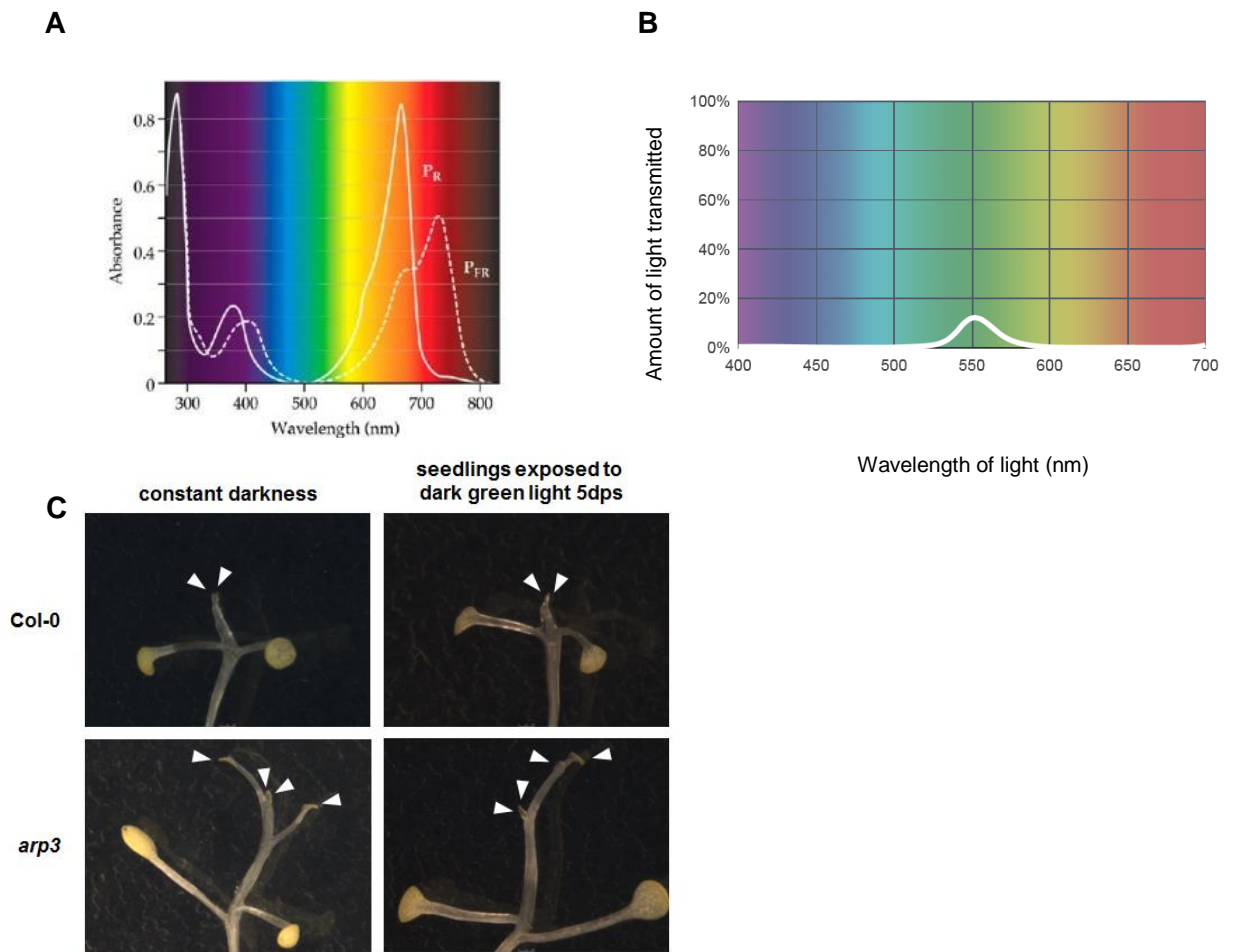 A
B
0.8
0.6
0.4
0.2
0
Absorbance
P_R
P_FR
300 400 500 600 700 800
Wavelength (nm)
100%
80%
60%
40%
20%
0%
Amount of light transmitted
400 450 500 550 600 650 700
Wavelength of light (nm)
C
constant darkness
seedlings exposed to
dark green light 5dps
Col-0
arp3